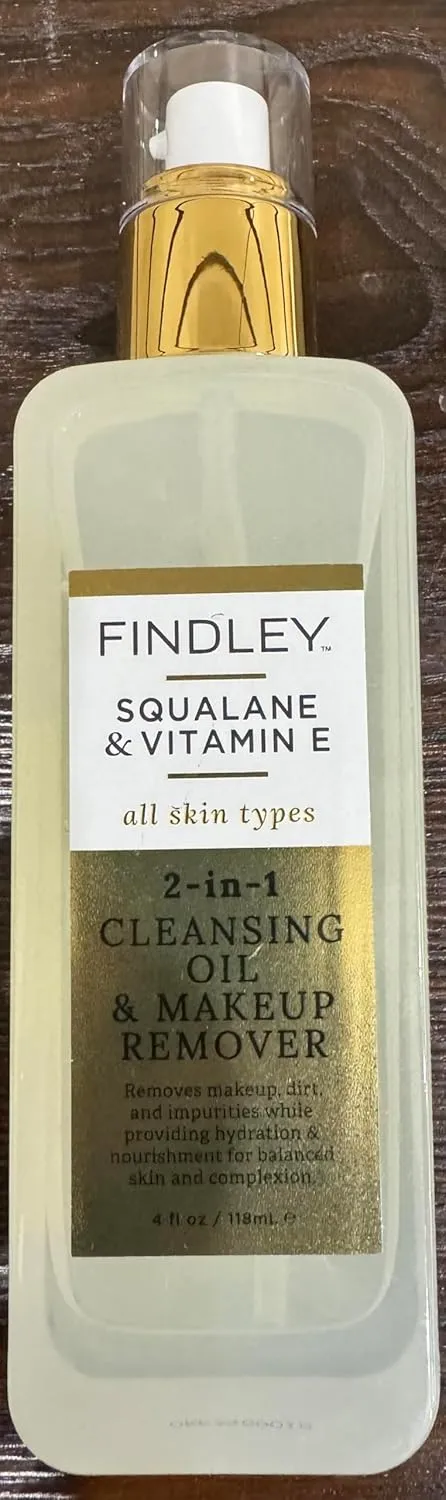 FINDLEY™
SQUALANE
& VITAMIN E
all skin types
2-in-1
CLEANSING
OIL
& MAKEUP
REMOVER
Removes makeup, dirt,
and impurities while
providing hydration &
nourishment for balanced
skin and complexion.
4 fl oz / 118mL ℮